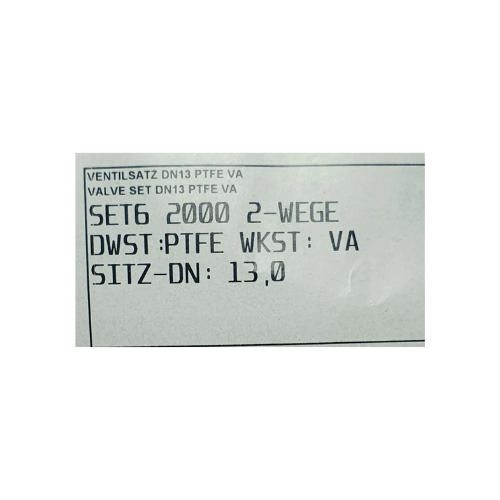 VENTILSATZ DN13 PTFE VA
VALVE SET DN13 PTFE VA
SET6 2000 2-WEGE
DWST:PTFE WKST: VA
SITZ-DN: 13,0